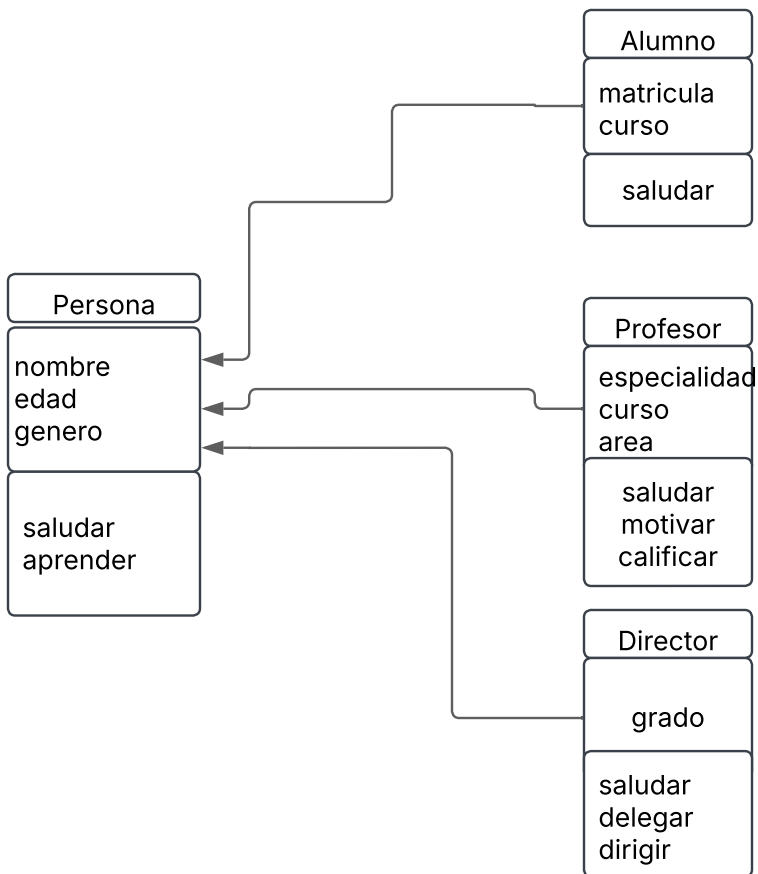 Alumno
matricula
curso
saludar
Persona
nombre
edad
genero
saludar
aprender
Profesor
especialidad
curso
area
saludar
motivar
calificar
Director
grado
saludar
delegar
dirigir